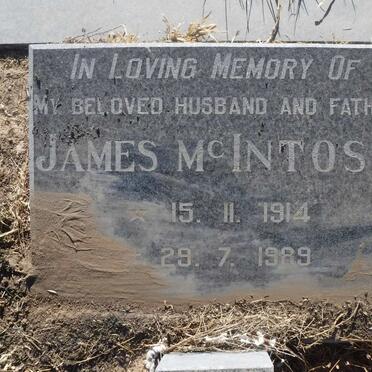 IN LOVING MEMORY OF
MY BELOVED HUSBAND AND FATH
JAMES MCINTOS
15. 11. 1914
28. 7. 1989